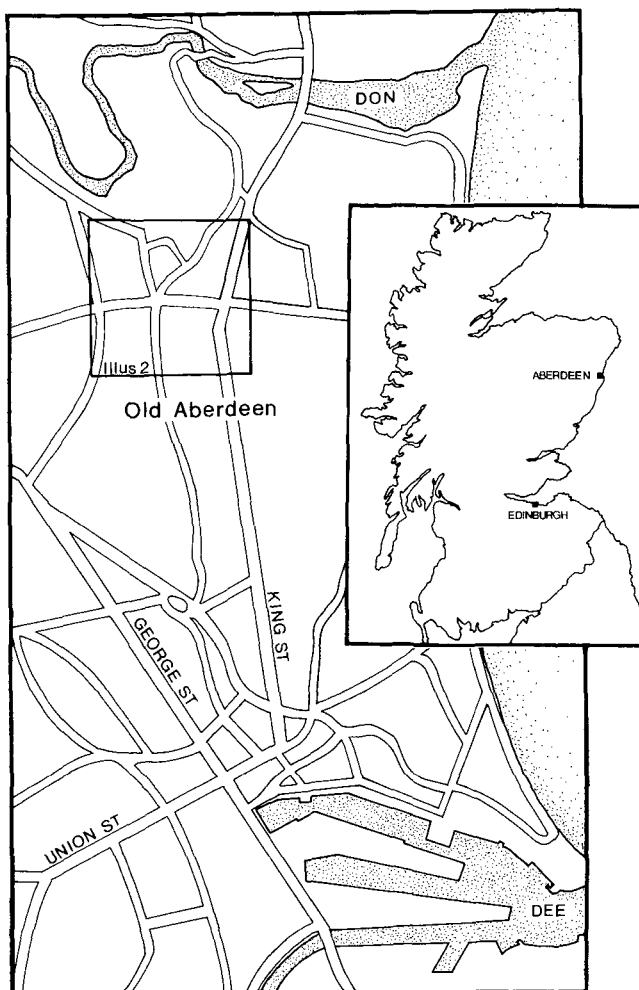 DON
ABERDEEN
EDINBURGH
Illus 2
Old Aberdeen
KING ST
GEORGE ST
UNION ST
DEE